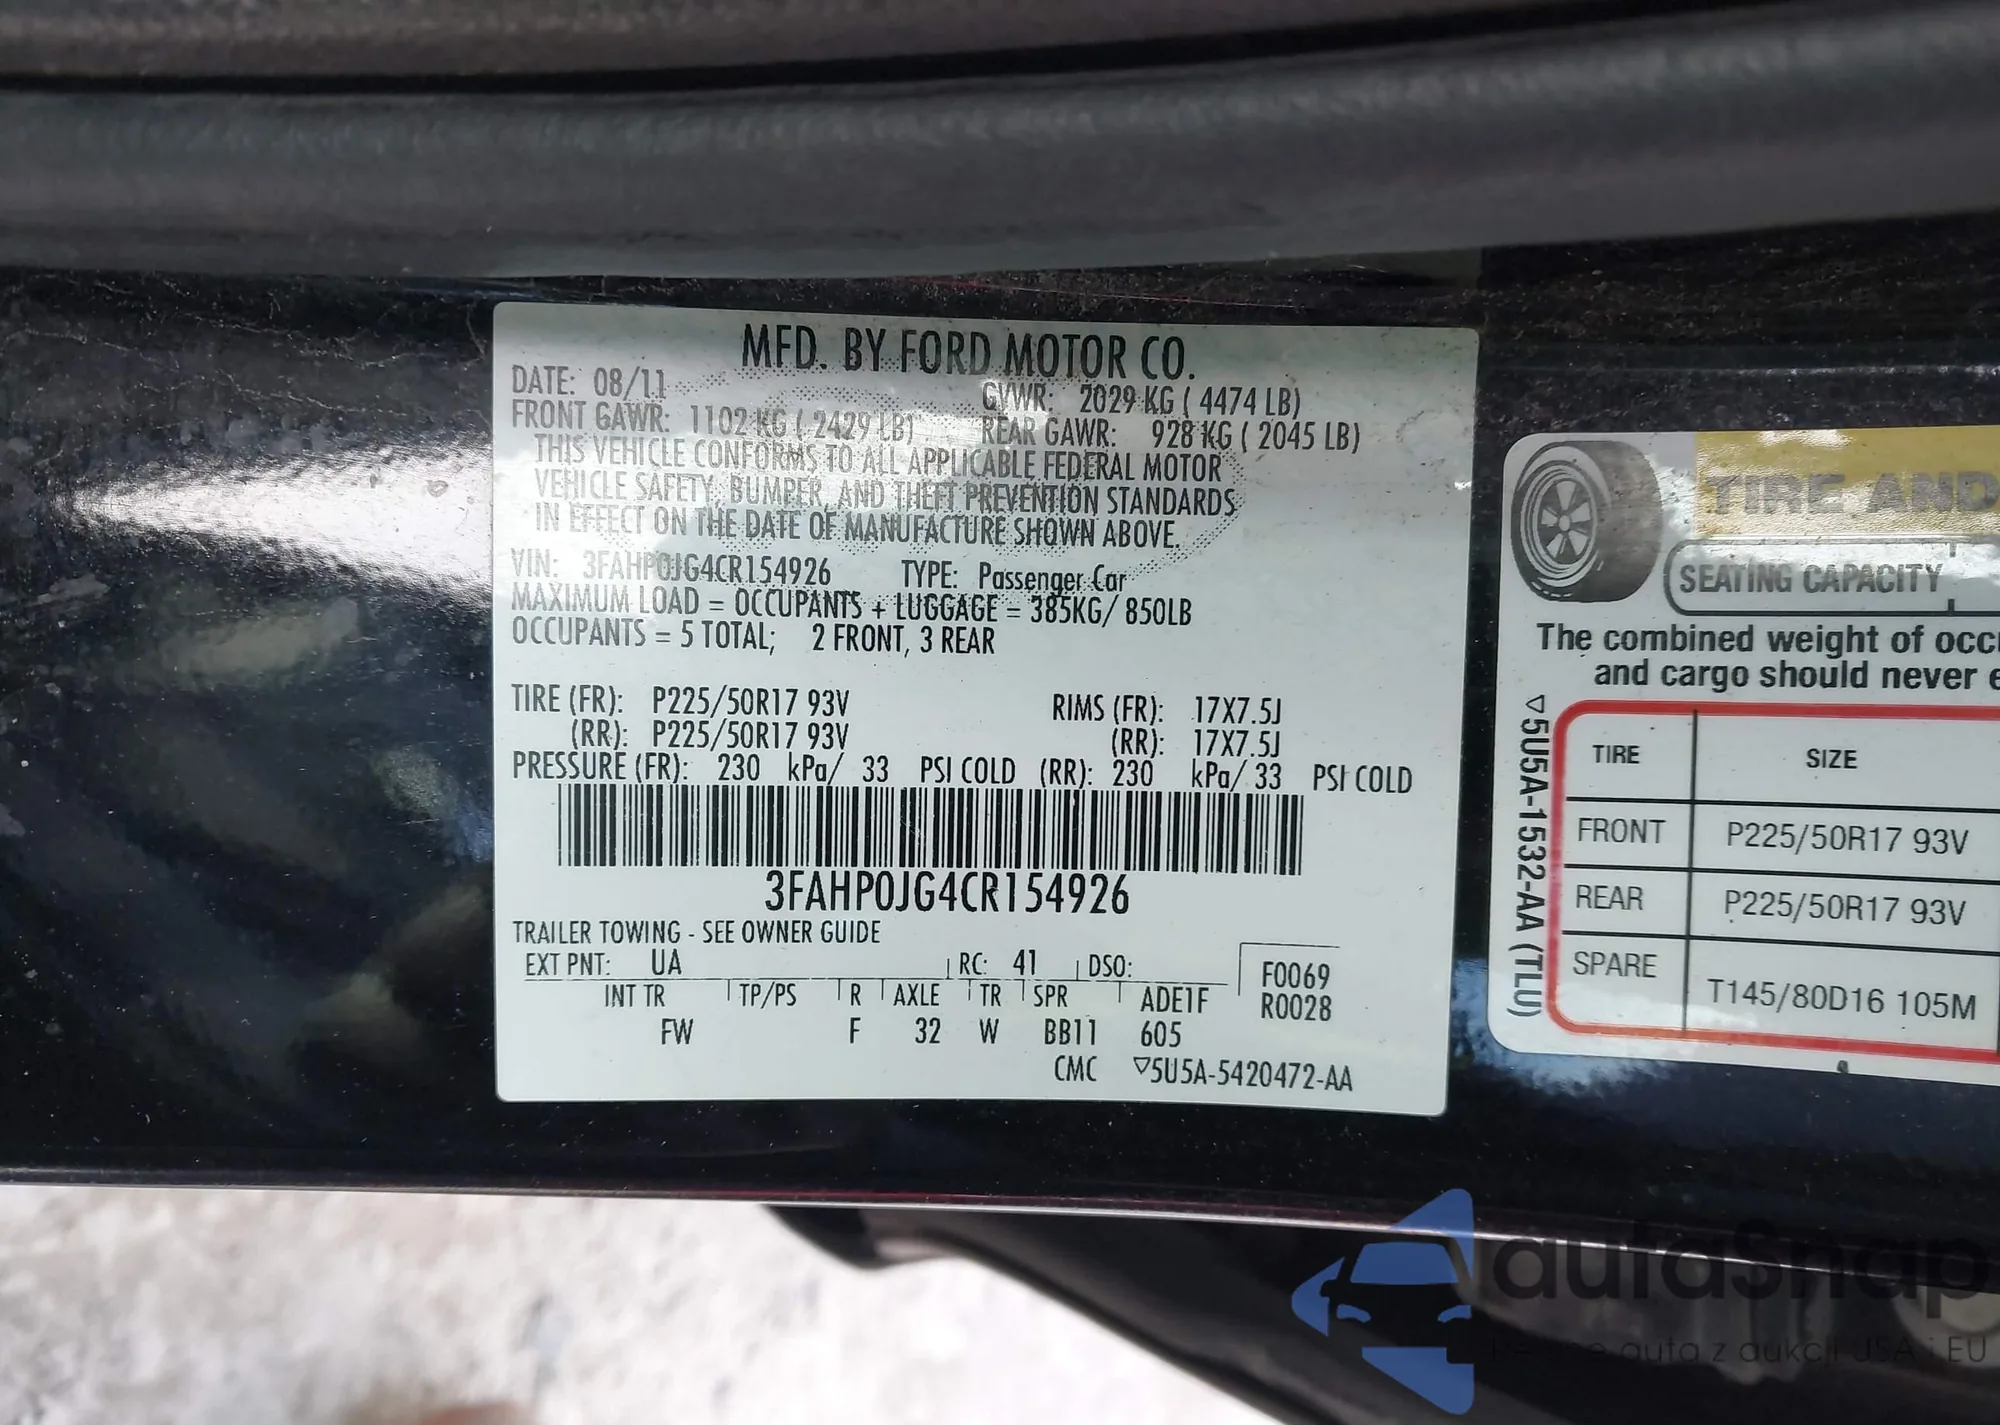 MFD. BY FORD MOTOR CO.
DATE: 08/11 GVWR: 2029 KG ( 4474 LB)
FRONT GAWR: 1102 KG ( 2429 LB) REAR GAWR: 928 KG ( 2045 LB)
THIS VEHICLE CONFORMS TO ALL APPLICABLE FEDERAL MOTOR
VEHICLE SAFETY, BUMPER, AND THEFT PREVENTION STANDARDS
IN EFFECT ON THE DATE OF MANUFACTURE SHOWN ABOVE.
VIN: 3FAHP0JG4CR154926 TYPE: Passenger Car
MAXIMUM LOAD = OCCUPANTS + LUGGAGE = 385KG/ 850LB
OCCUPANTS = 5 TOTAL; 2 FRONT, 3 REAR
TIRE (FR): P225/50R17 93V RIMS (FR): 17X7.5J
(RR): P225/50R17 93V (RR): 17X7.5J
PRESSURE (FR): 230 kPa/ 33 PSI COLD (RR): 230 kPa/ 33 PSI COLD
3FAHP0JG4CR154926
TRAILER TOWING - SEE OWNER GUIDE
EXT PNT: UA RC: 41 DSO: F0069
INT TR TP/PS R AXLE TR SPR ADE1F R0028
FW F 32 W BB11 605
CMC ▽5U5A-5420472-AA
TIRE AND
SEATING CAPACITY
The combined weight of occ
and cargo should never e
▽5U5A-1532-AA (TLU)
TIRE SIZE
FRONT P225/50R17 93V
REAR P225/50R17 93V
SPARE T145/80D16 105M
autaSnap
auta z aukcji USA i EU